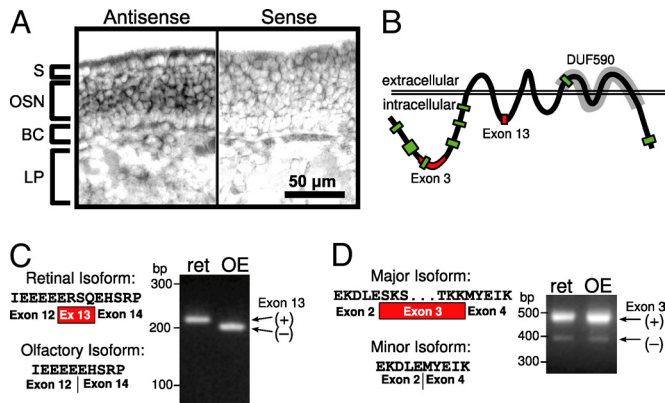 A
Antisense
Sense
S
OSN
BC
LP
50 µm
B
DUF590
extracellular
intracellular
Exon 13
Exon 3
C
Retinal Isoform:
IEEEEERSQEHSRP
Exon 12 Ex 13 Exon 14
Olfactory Isoform:
IEEEEEHSRP
Exon 12 Exon 14
bp
ret OE
300
200
100
Exon 13
(+)
(−)
D
Major Isoform:
EKDLESKS...TKKMYEIK
Exon 2 Exon 3 Exon 4
Minor Isoform:
EKDLEMYEIK
Exon 2 Exon 4
bp
ret OE
500
400
300
Exon 3
(+)
(−)